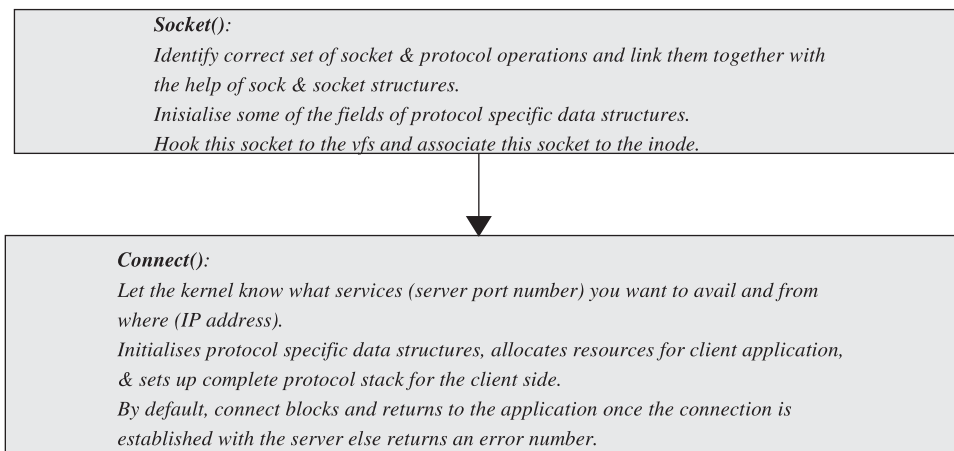 Socket():
Identify correct set of socket & protocol operations and link them together with
the help of sock & socket structures.
Inisialise some of the fields of protocol specific data structures.
Hook this socket to the vfs and associate this socket to the inode.
Connect():
Let the kernel know what services (server port number) you want to avail and from
where (IP address).
Initialises protocol specific data structures, allocates resources for client application,
& sets up complete protocol stack for the client side.
By default, connect blocks and returns to the application once the connection is
established with the server else returns an error number.